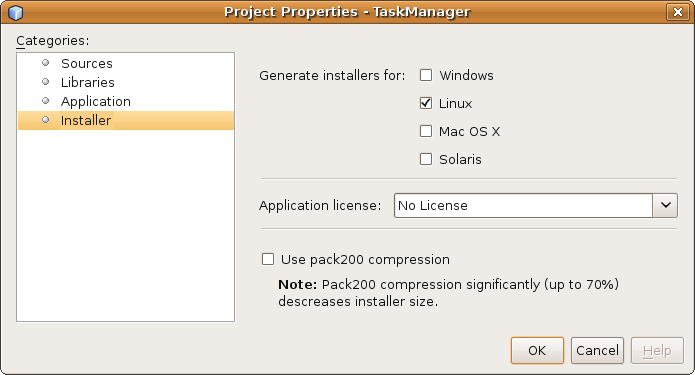 Project Properties - TaskManager
Categories:
Sources
Libraries
Application
Installer
Generate installers for:
Windows
Linux
Mac OS X
Solaris
Application license:
No License
Use pack200 compression
Note: Pack200 compression significantly (up to 70%)
descreases installer size.
OK
Cancel
Help